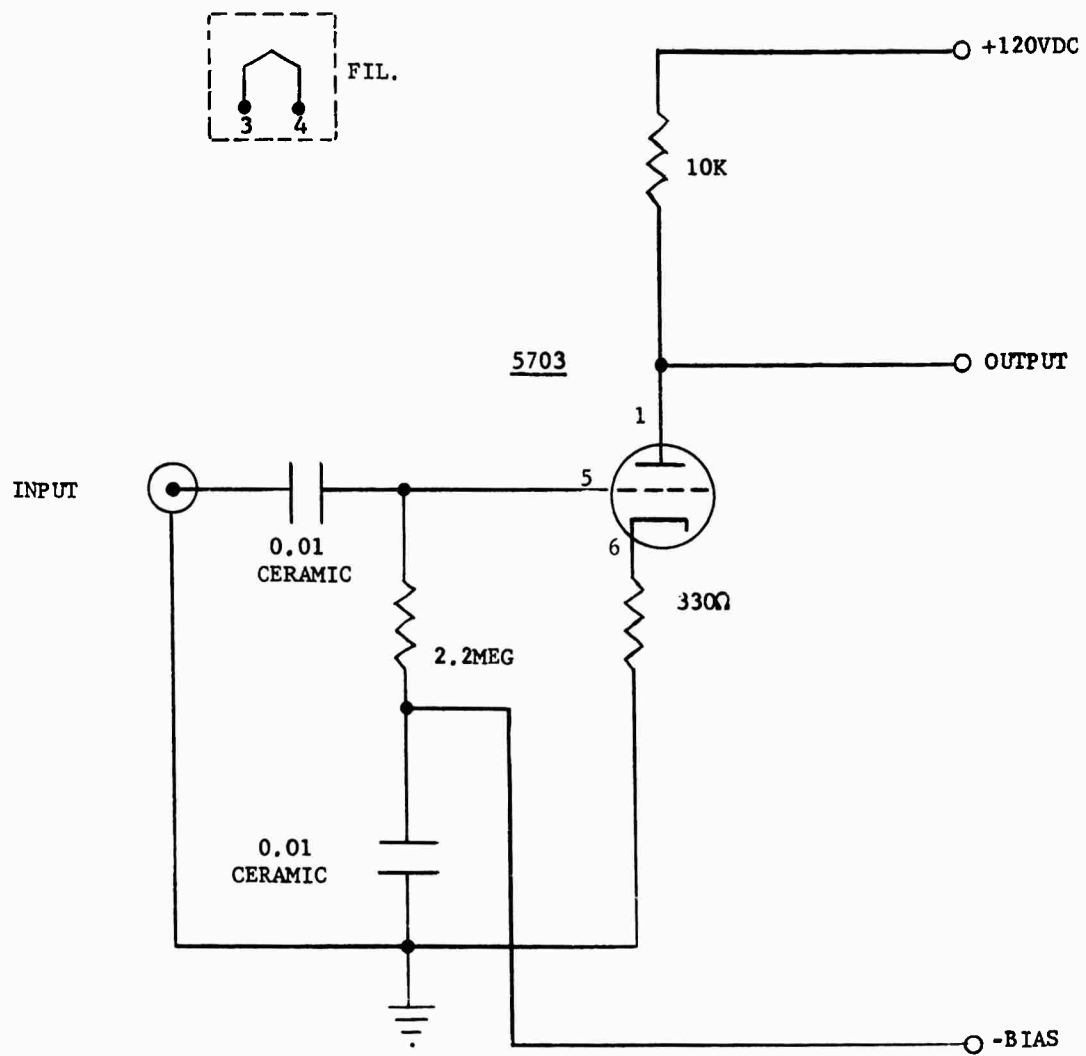 +120VDC
FIL.
3 4
10K
5703
OUTPUT
1
INPUT
5
0.01
CERAMIC
6
330Ω
2.2MEG
0.01
CERAMIC
-BIAS